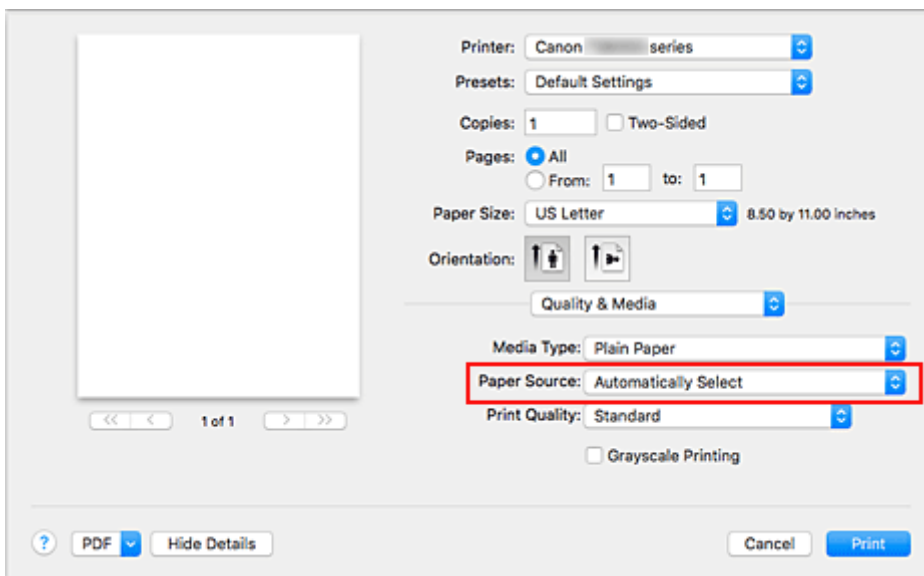 Printer: Canon series
Presets: Default Settings
Copies: 1 Two-Sided
Pages: All
From: 1 to: 1
Paper Size: US Letter 8.50 by 11.00 inches
Orientation:
Quality & Media
Media Type: Plain Paper
Paper Source: Automatically Select
Print Quality: Standard
Grayscale Printing
<< < 1 of 1 > >>
? PDF Hide Details Cancel Print